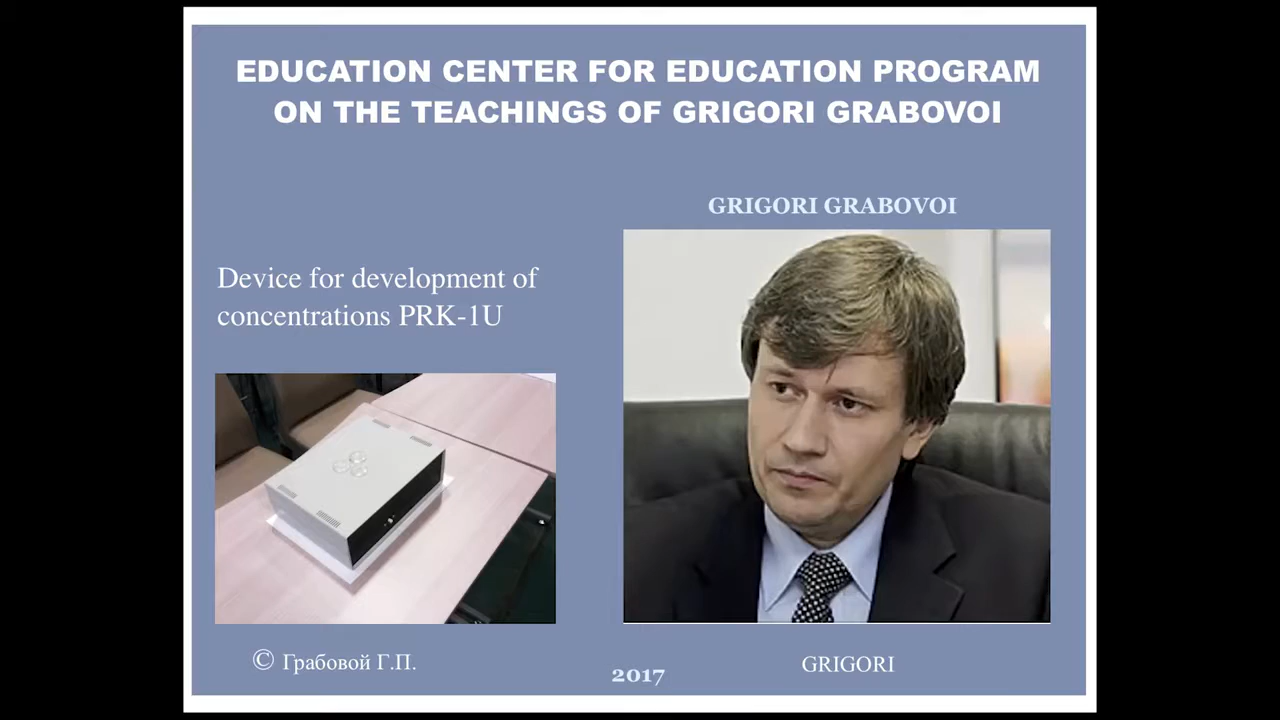 EDUCATION CENTER FOR EDUCATION PROGRAM
ON THE TEACHINGS OF GRIGORI GRABOVOI
GRIGORI GRABOVOI
Device for development of
concentrations PRK-1U
© Грабовой Г.П.
2017
GRIGORI